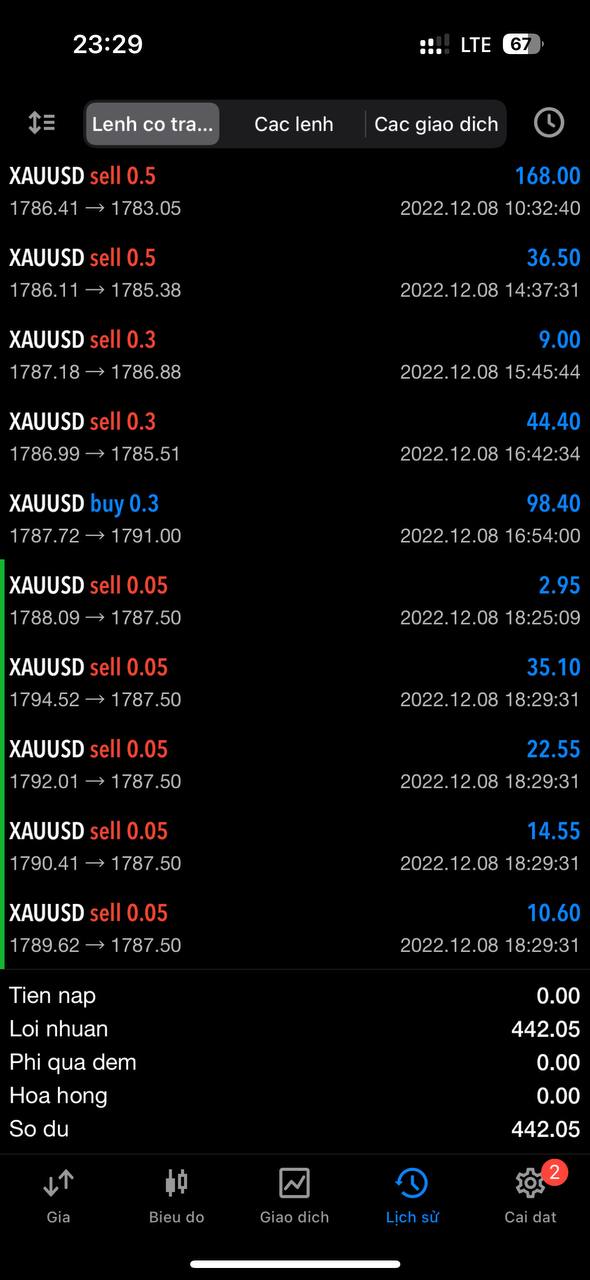 23:29
LTE 67
Lenh co tra... Cac lenh Cac giao dich
XAUUSD sell 0.5 168.00
1786.41 → 1783.05 2022.12.08 10:32:40
XAUUSD sell 0.5 36.50
1786.11 → 1785.38 2022.12.08 14:37:31
XAUUSD sell 0.3 9.00
1787.18 → 1786.88 2022.12.08 15:45:44
XAUUSD sell 0.3 44.40
1786.99 → 1785.51 2022.12.08 16:42:34
XAUUSD buy 0.3 98.40
1787.72 → 1791.00 2022.12.08 16:54:00
XAUUSD sell 0.05 2.95
1788.09 → 1787.50 2022.12.08 18:25:09
XAUUSD sell 0.05 35.10
1794.52 → 1787.50 2022.12.08 18:29:31
XAUUSD sell 0.05 22.55
1792.01 → 1787.50 2022.12.08 18:29:31
XAUUSD sell 0.05 14.55
1790.41 → 1787.50 2022.12.08 18:29:31
XAUUSD sell 0.05 10.60
1789.62 → 1787.50 2022.12.08 18:29:31
Tien nap 0.00
Loi nhuan 442.05
Phi qua dem 0.00
Hoa hong 0.00
So du 442.05
2
Gia Bieu do Giao dich Lịch sử Cai dat